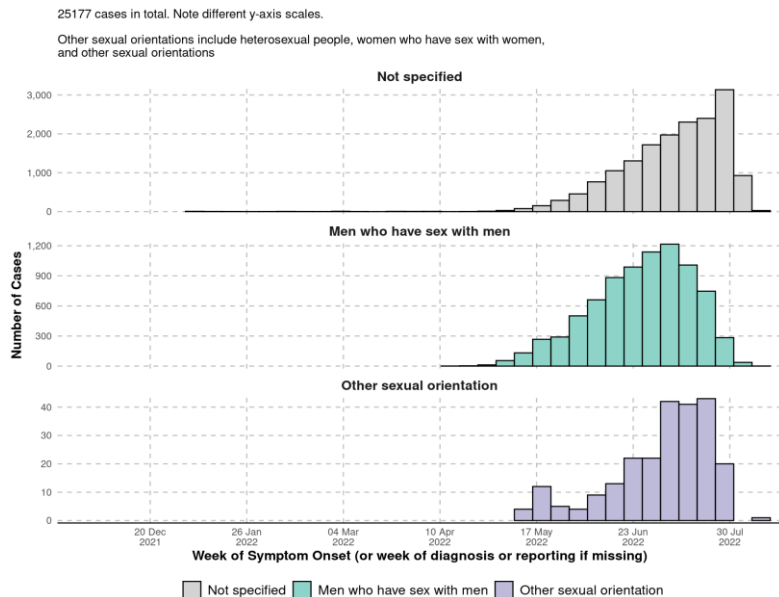 25177 cases in total. Note different y-axis scales.
Other sexual orientations include heterosexual people, women who have sex with women,
and other sexual orientations
Not specified
3,000
2,000
1,000
0
Men who have sex with men
1,200
900
600
300
0
Other sexual orientation
40
30
20
10
0
Number of Cases
20 Dec 26 Jan 04 Mar 10 Apr 17 May 23 Jun 30 Jul
2021 2022 2022 2022 2022 2022 2022
Week of Symptom Onset (or week of diagnosis or reporting if missing)
Not specified Men who have sex with men Other sexual orientation